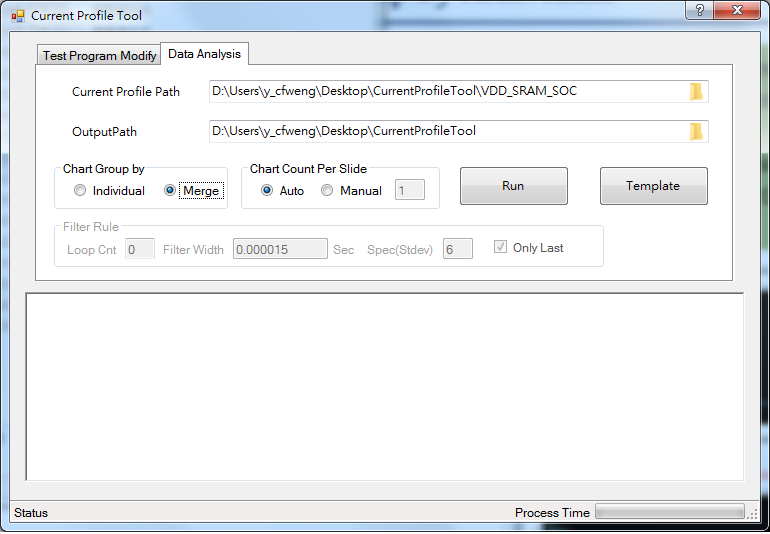 Current Profile Tool
Test Program Modify
Data Analysis
Current Profile Path
D:\Users\y_cfweng\Desktop\CurrentProfileTool\VDD_SRAM_SOC
OutputPath
D:\Users\y_cfweng\Desktop\CurrentProfileTool
Chart Group by
Individual
Merge
Chart Count Per Slide
Auto
Manual
1
Run
Template
Filter Rule
Loop Cnt
0
Filter Width
0.000015
Sec
Spec(Stdev)
6
Only Last
Status
Process Time